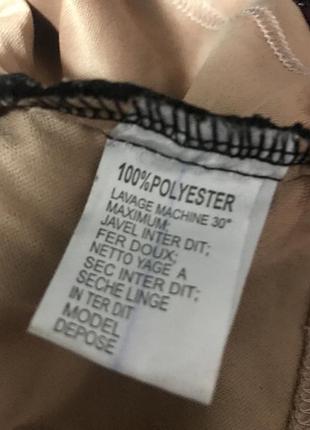 100%POLYESTER
LAVAGE MACHINE 30°
MAXIMUM;
JAVEL INTER DIT;
FER DOUX;
NETTO YAGE A
SEC INTER DIT;
SECHE LINGE
IN TER DIT
MODEL
DEPOSE